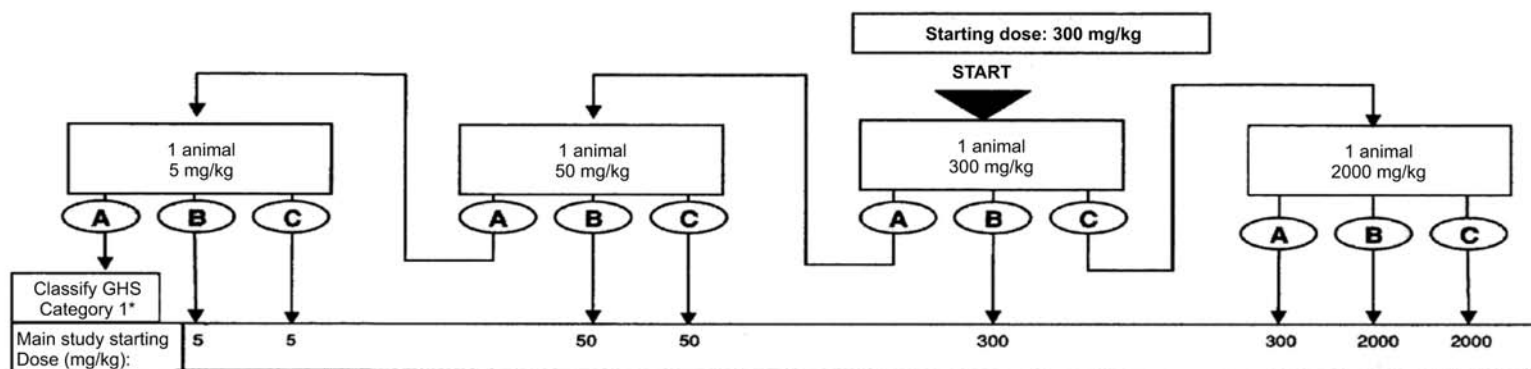 Starting dose: 300 mg/kg
START
1 animal
5 mg/kg
1 animal
50 mg/kg
1 animal
300 mg/kg
1 animal
2000 mg/kg
A B C A B C A B C A B C
Classify GHS
Category 1*
Main study starting
Dose (mg/kg):
5 5 50 50 300 300 2000 2000